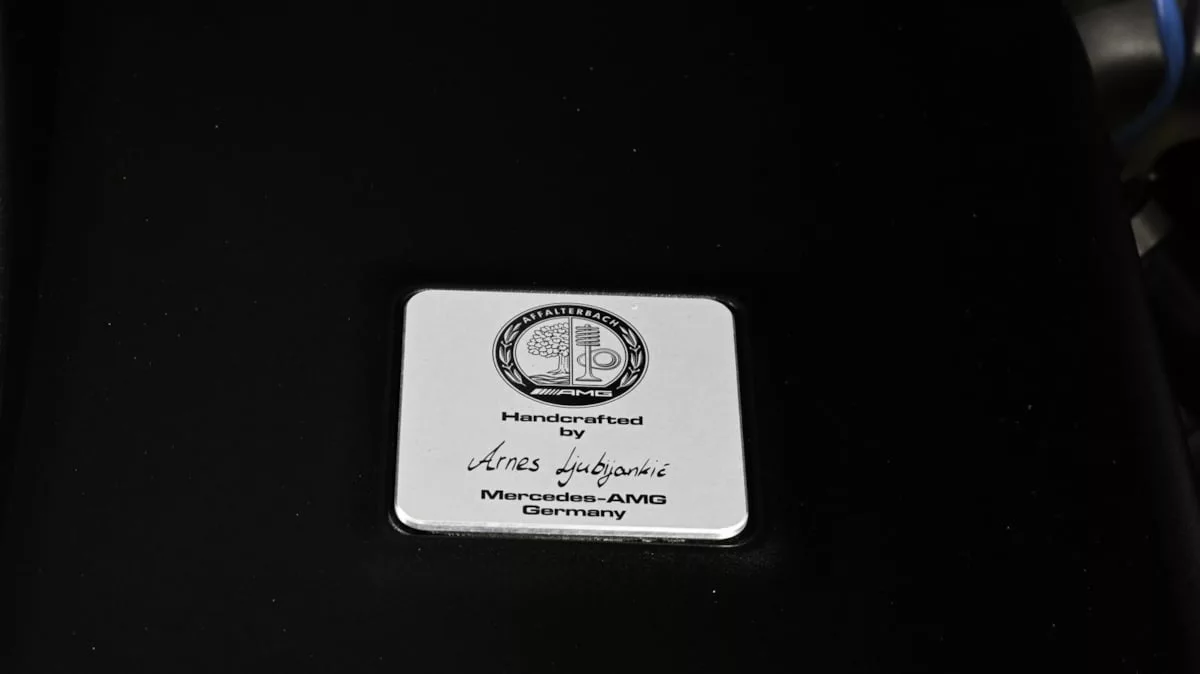 AFFALTERBACH
AMG
Handcrafted
by
Arnes Ljubijankić
Mercedes-AMG
Germany